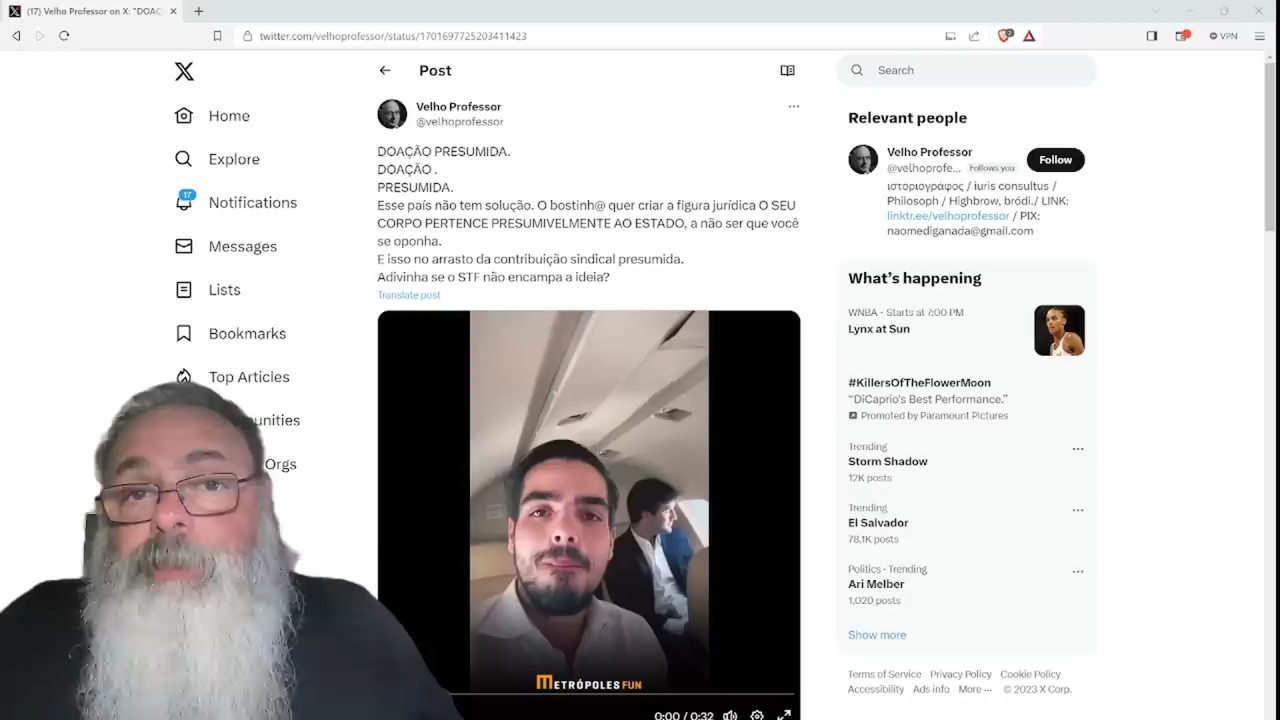 (17) Velho Professor on X: "DOAÇ
twitter.com/velhoprofessor/status/1701697725203411423
VPN
Home
Explore
17
Notifications
Messages
Lists
Bookmarks
Top Articles
unities
Orgs
Post
Velho Professor
@velhoprofessor
DOAÇÃO PRESUMIDA.
DOAÇÃO .
PRESUMIDA.
Esse país não tem solução. O bostinh@ quer criar a figura jurídica O SEU
CORPO PERTENCE PRESUMIVELMENTE AO ESTADO, a não ser que você
se oponha.
E isso no arrasto da contribuição sindical presumida.
Adivinha se o STF não encampa a ideia?
Translate post
METRÓPOLES FUN
0:00 / 0:32
Search
Relevant people
Velho Professor
@velhoprofe... Follows you
Follow
ιστοριογράφος / iuris consultus /
Philosoph / Highbrow, bródi./ LINK:
linktr.ee/velhoprofessor / PIX:
naomediganada@gmail.com
What's happening
WNBA · Starts at 7:00 PM
Lynx at Sun
#KillersOfTheFlowerMoon
“DiCaprio's Best Performance.”
Promoted by Paramount Pictures
Trending
Storm Shadow
12K posts
Trending
El Salvador
78.1K posts
Politics · Trending
Ari Melber
1,020 posts
Show more
Terms of Service Privacy Policy Cookie Policy
Accessibility Ads info More ··· © 2023 X Corp.